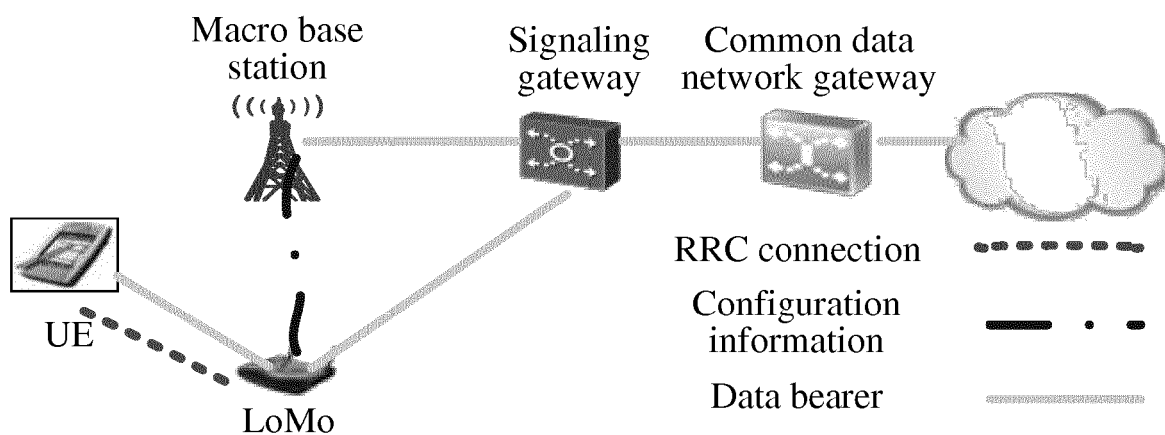 Macro base
station
Signaling
gateway
Common data
network gateway
RRC connection
UE
Configuration
information
Data bearer
LoMo